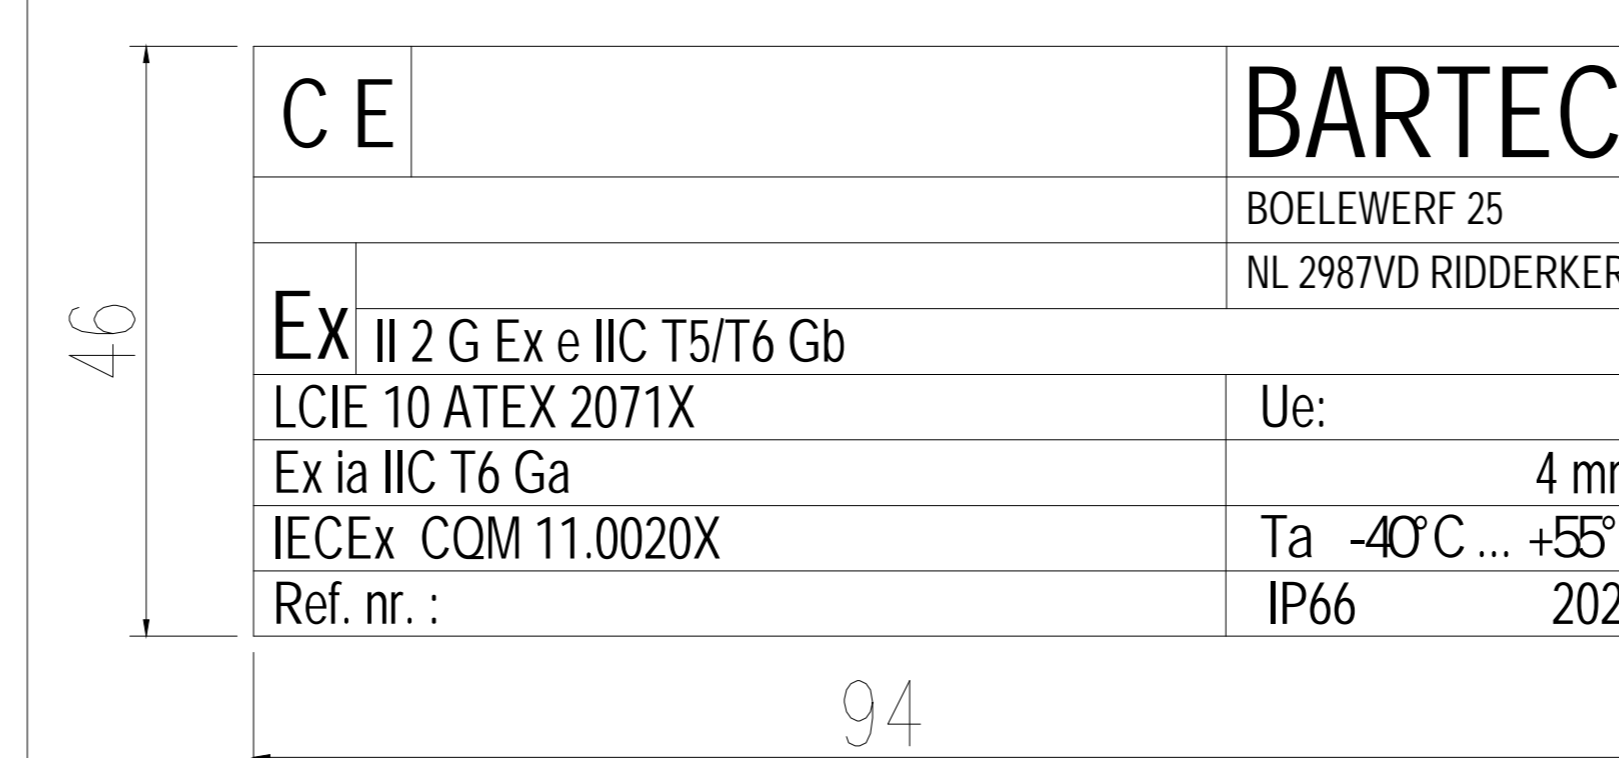 C E
BARTEC
BOELEWERF 25
NL 2987VD RIDDERKER
Ex
II 2 G Ex e IIC T5/T6 Gb
LCIE 10 ATEX 2071X
Ue:
Ex ia IIC T6 Ga
4 mm
IECEx CQM 11.0020X
Ta -40°C ... +55°
Ref. nr. :
IP66 202
46
94